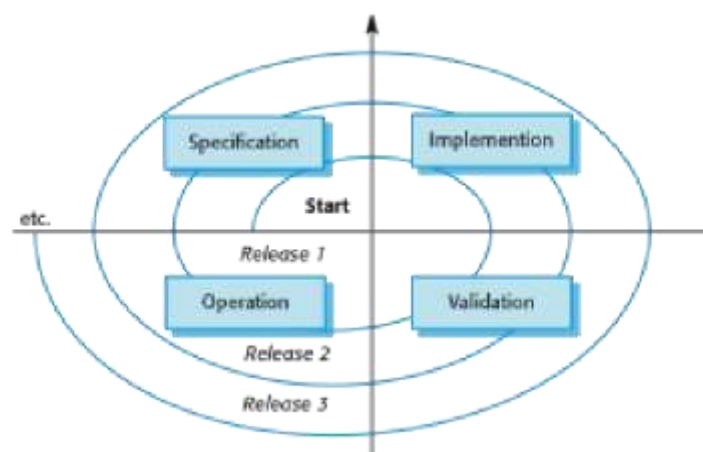 Specification
Implemention
Start
etc.
Release 1
Operation
Validation
Release 2
Release 3